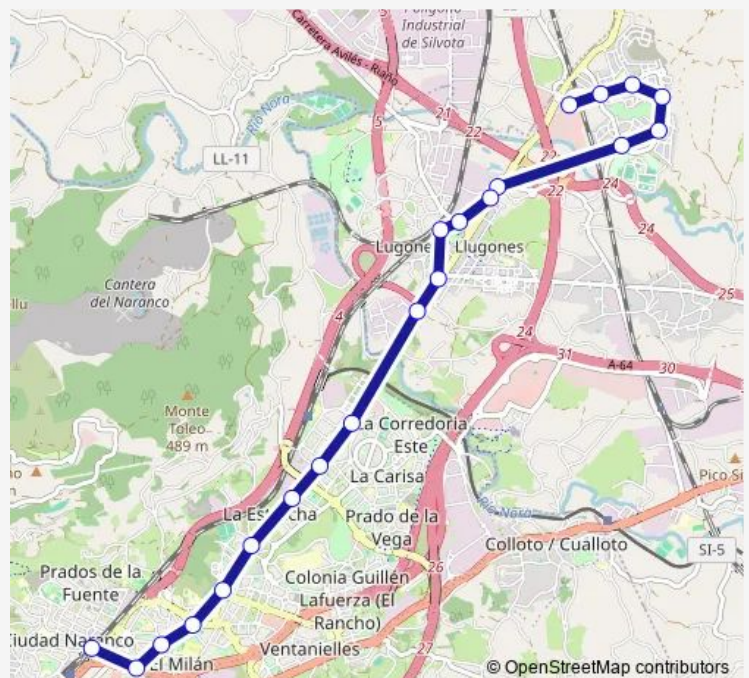 Polígono
Industrial
de Silvota
Carretera Avilés - Riaño
21
22
5
Río Nora
LL-11
22
22
24
24
25
Lugone
Llugones
Cantera
del Naranco
4
24
31
30
A-64
Monte
Toleo
489 m
La Corredoria
Este
La Carisa
La Est
cha
Prado de la
Vega
Río Nora
Pico S
Colloto / Cualloto
SI-5
26
Prados de la
Fuente
Colonia Guillén
Lafuerza (El
Rancho)
Ciudad Naranco
El Milán
Ventanielles
27
© OpenStreetMap contributors